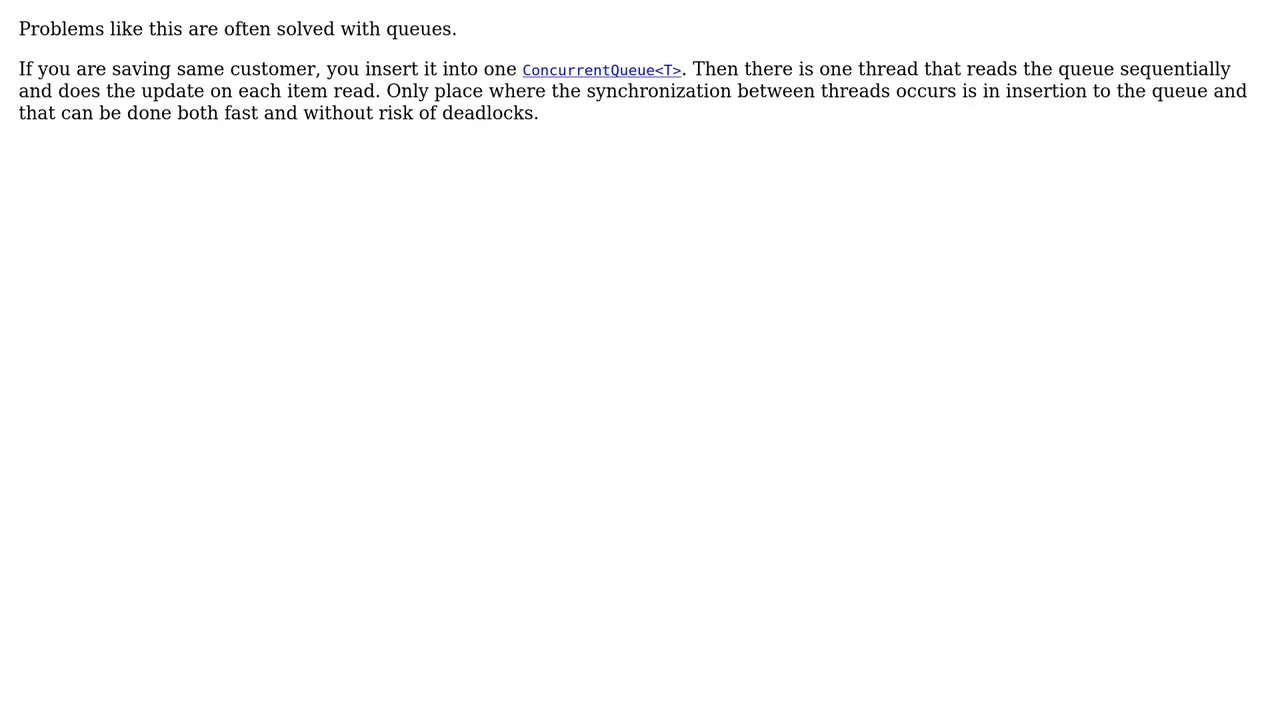 Problems like this are often solved with queues.
If you are saving same customer, you insert it into one ConcurrentQueue<T>. Then there is one thread that reads the queue sequentially
and does the update on each item read. Only place where the synchronization between threads occurs is in insertion to the queue and
that can be done both fast and without risk of deadlocks.